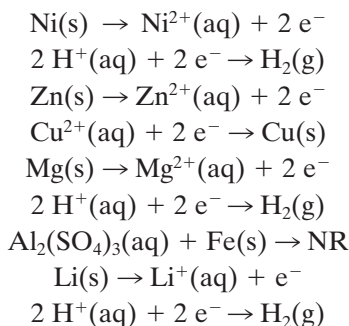 Ni(s) → Ni²⁺(aq) + 2 e⁻
2 H⁺(aq) + 2 e⁻ → H₂(g)
Zn(s) → Zn²⁺(aq) + 2 e⁻
Cu²⁺(aq) + 2 e⁻ → Cu(s)
Mg(s) → Mg²⁺(aq) + 2 e⁻
2 H⁺(aq) + 2 e⁻ → H₂(g)
Al₂(SO₄)₃(aq) + Fe(s) → NR
Li(s) → Li⁺(aq) + e⁻
2 H⁺(aq) + 2 e⁻ → H₂(g)